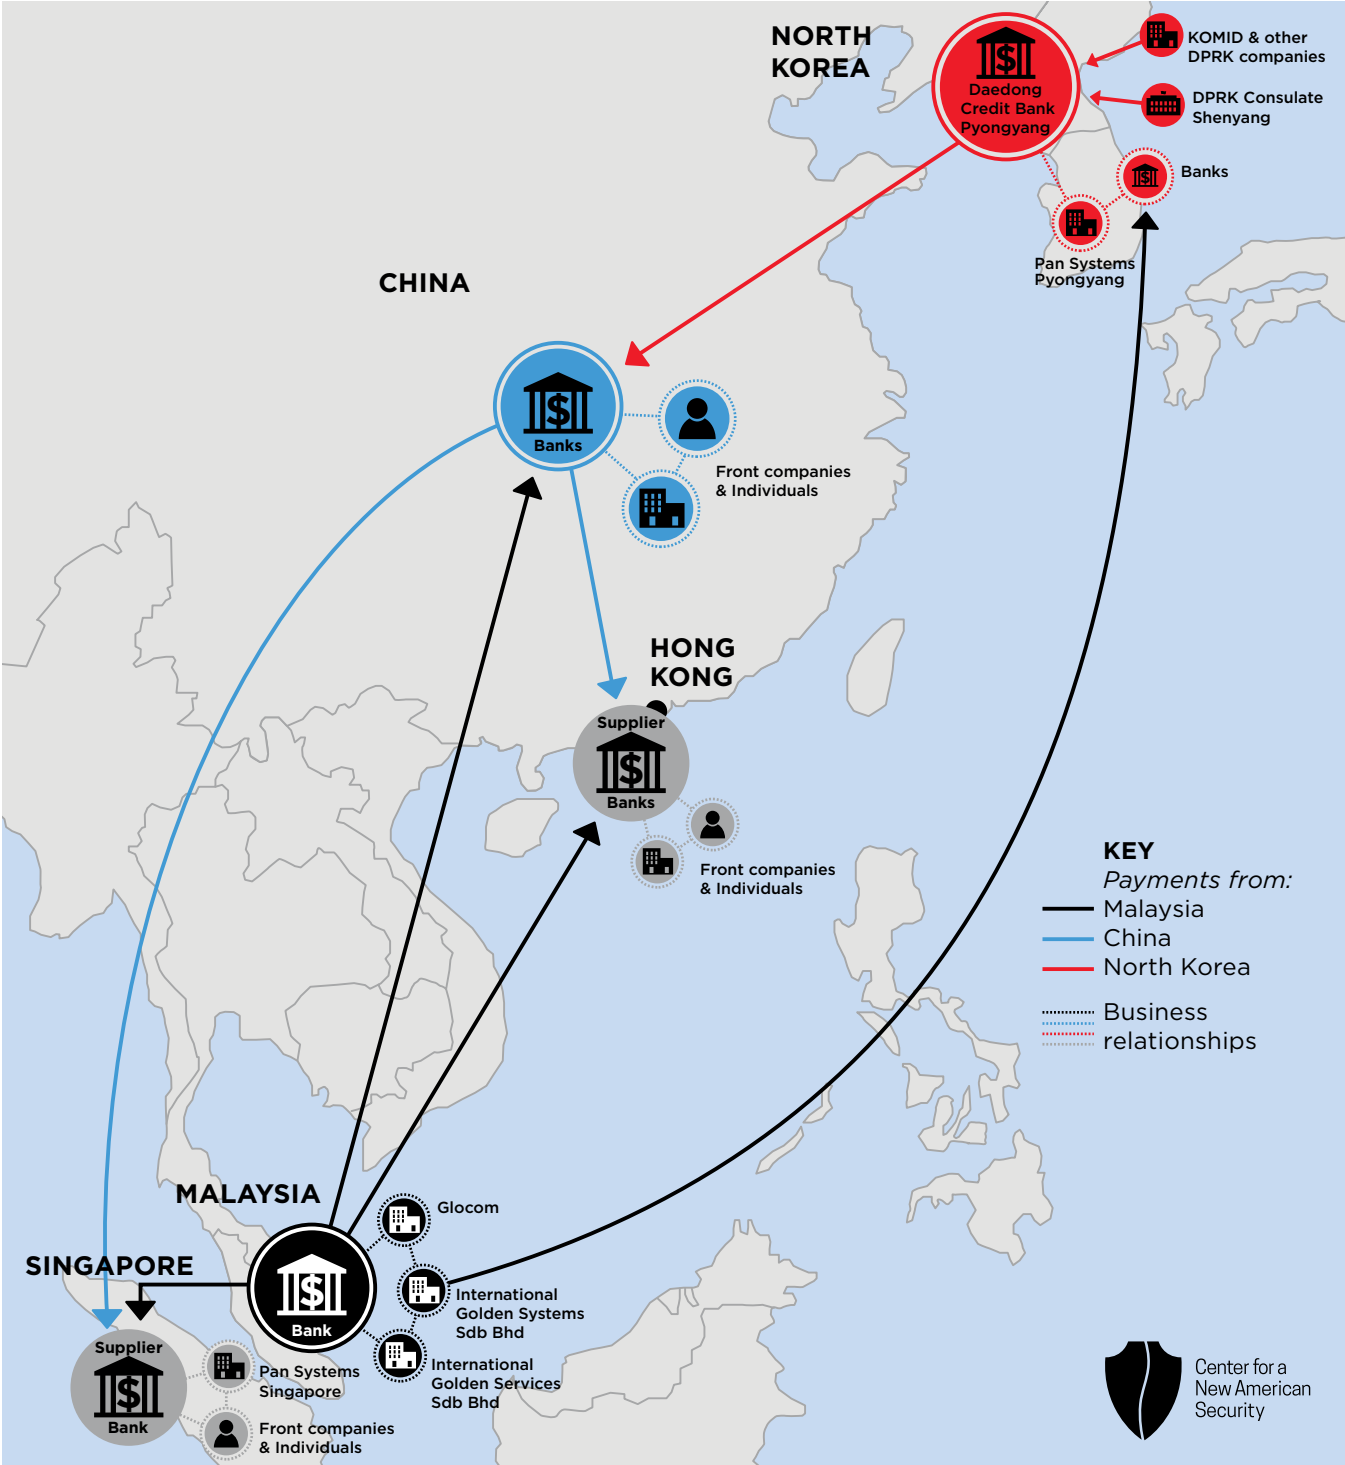 NORTH
KOREA
$
Daedong
Credit Bank
Pyongyang
KOMID & other
DPRK companies
DPRK Consulate
Shenyang
$
Banks
Pan Systems
Pyongyang
CHINA
$
Banks
Front companies
& Individuals
HONG
KONG
Supplier
$
Banks
Front companies
& Individuals
KEY
Payments from:
Malaysia
China
North Korea
Business
relationships
MALAYSIA
$
Bank
Glocom
International
Golden Systems
Sdb Bhd
International
Golden Services
Sdb Bhd
SINGAPORE
Supplier
$
Bank
Pan Systems
Singapore
Front companies
& Individuals
Center for a
New American
Security